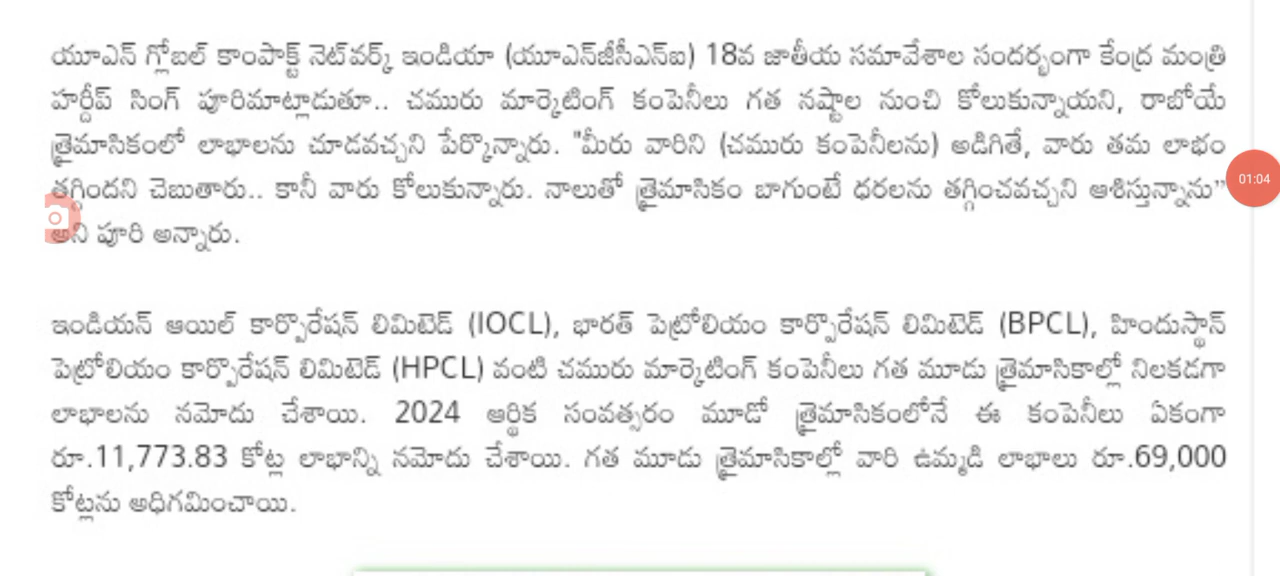 యూఎన్ గ్లోబల్ కాంపాక్ట్ నెట్‌వర్క్ ఇండియా (యూఎన్‌జీసీఎన్ఐ) 18వ జాతీయ సమావేశాల సందర్భంగా కేంద్ర మంత్రి
హర్దీప్ సింగ్ పూరిమాట్లాడుతూ.. చమురు మార్కెటింగ్ కంపెనీలు గత నష్టాల నుంచి కోలుకున్నాయని, రాబోయే
త్రైమాసికంలో లాభాలను చూడవచ్చని పేర్కొన్నారు. "మీరు వారిని (చమురు కంపెనీలను) అడిగితే, వారు తమ లాభం
తగ్గిందని చెబుతారు.. కానీ వారు కోలుకున్నారు. నాలుతో త్రైమాసికం బాగుంటే ధరలను తగ్గించవచ్చని ఆశిస్తున్నాను”
అని పూరి అన్నారు.
01:04
ఇండియన్ ఆయిల్ కార్పొరేషన్ లిమిటెడ్ (IOCL), భారత్ పెట్రోలియం కార్పొరేషన్ లిమిటెడ్ (BPCL), హిందుస్థాన్
పెట్రోలియం కార్పొరేషన్ లిమిటెడ్ (HPCL) వంటి చమురు మార్కెటింగ్ కంపెనీలు గత మూడు త్రైమాసికాల్లో నిలకడగా
లాభాలను నమోదు చేశాయి. 2024 ఆర్థిక సంవత్సరం మూడో త్రైమాసికంలోనే ఈ కంపెనీలు ఏకంగా
రూ.11,773.83 కోట్ల లాభాన్ని నమోదు చేశాయి. గత మూడు త్రైమాసికాల్లో వారి ఉమ్మడి లాభాలు రూ.69,000
కోట్లను అధిగమించాయి.